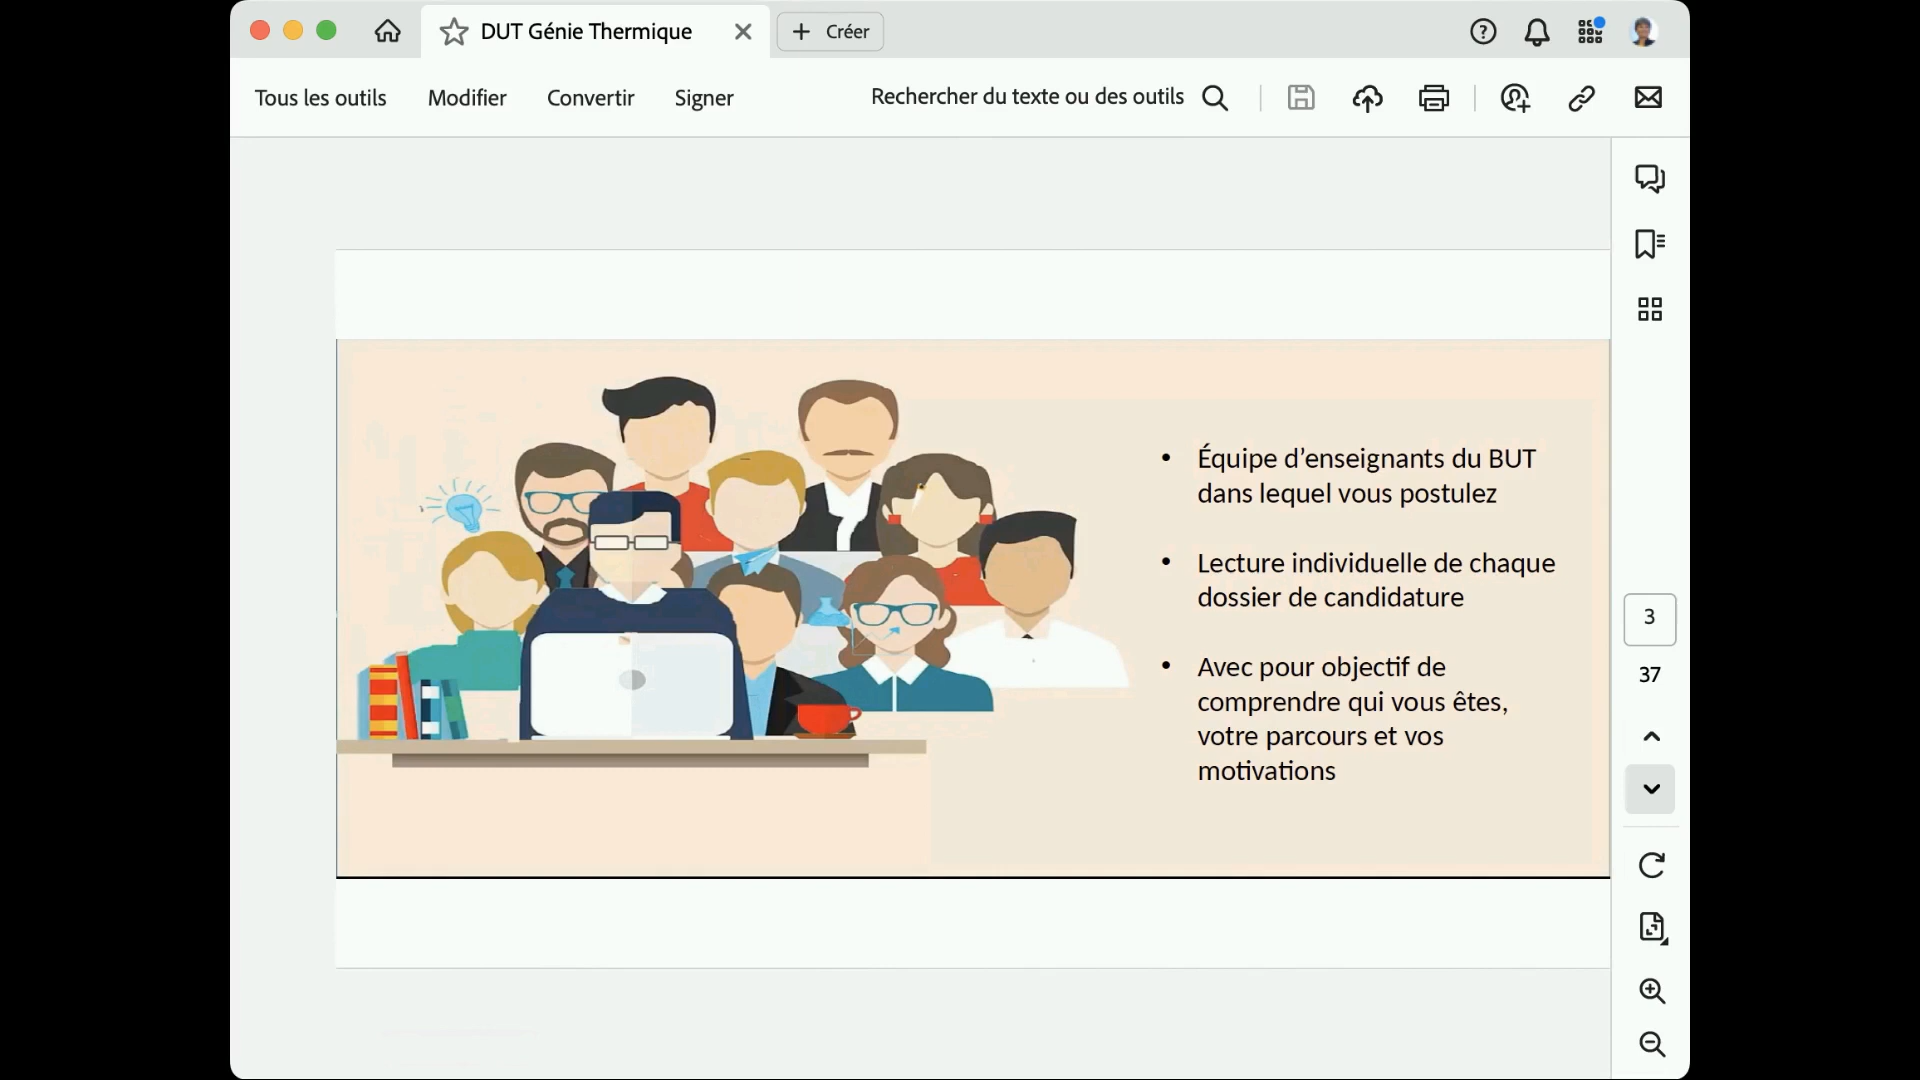 DUT Génie Thermique
Créer
Tous les outils
Modifier
Convertir
Signer
Rechercher du texte ou des outils
• Équipe d’enseignants du BUT
dans lequel vous postulez
• Lecture individuelle de chaque
dossier de candidature
• Avec pour objectif de
comprendre qui vous êtes,
votre parcours et vos
motivations
3
37